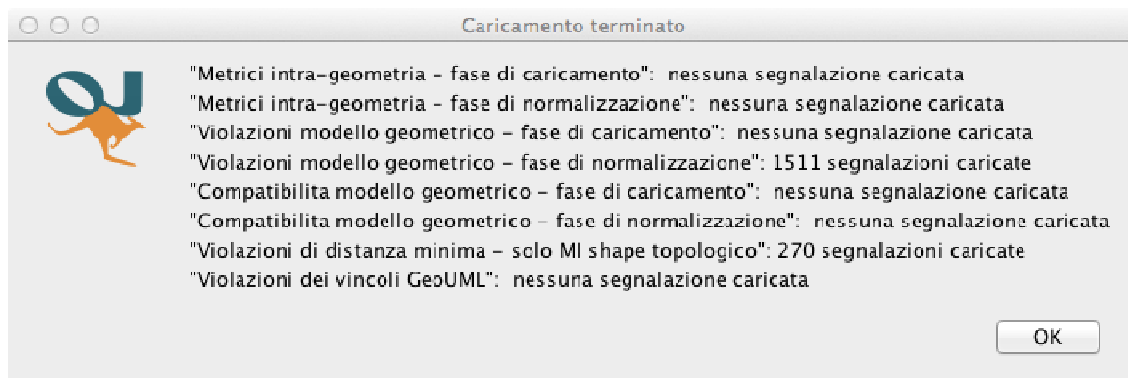 Caricamento terminato
"Metrici intra-geometria - fase di caricamento":  nessuna segnalazione caricata
"Metrici intra-geometria - fase di normalizzazione":  nessuna segnalazione caricata
"Violazioni modello geometrico - fase di caricamento":  nessuna segnalazione caricata
"Violazioni modello geometrico - fase di normalizzazione": 1511 segnalazioni caricate
"Compatibilita modello geometrico - fase di caricamento":  nessuna segnalazione caricata
"Compatibilita modello geometrico - fase di normalizzazione":  nessuna segnalazione caricata
"Violazioni di distanza minima - solo MI shape topologico": 270 segnalazioni caricate
"Violazioni dei vincoli GeoUML":  nessuna segnalazione caricata
OK